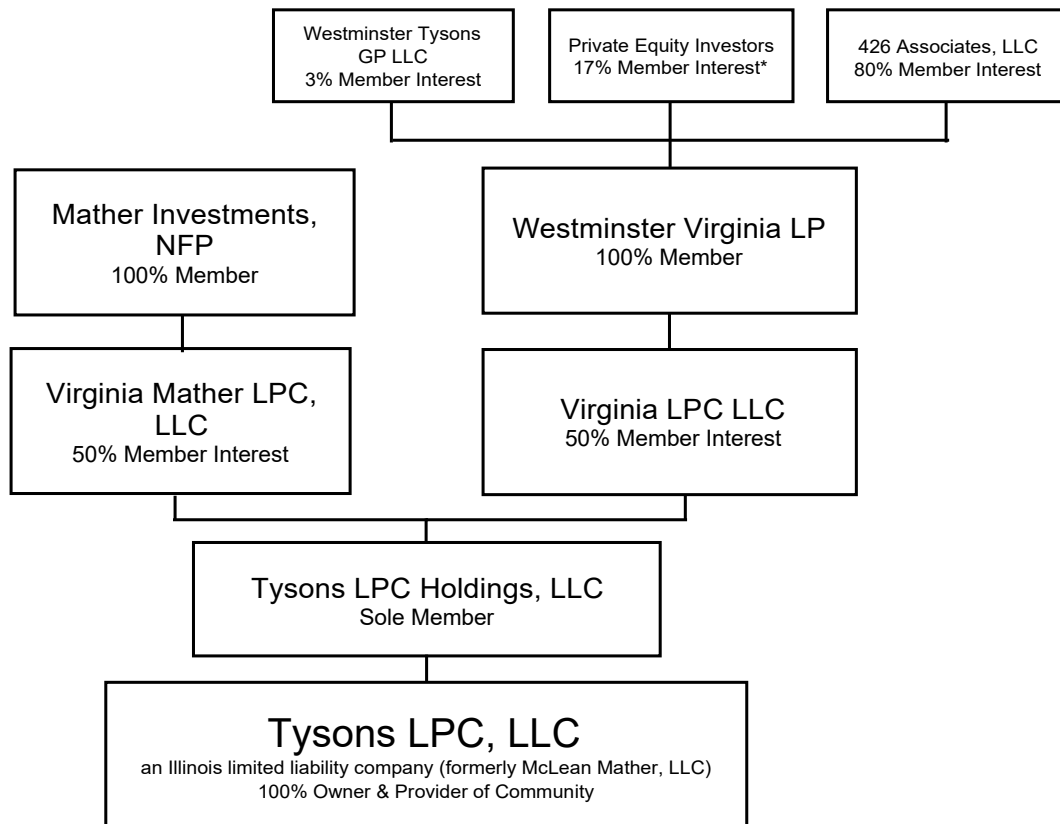 Westminster Tysons
GP LLC
3% Member Interest
Private Equity Investors
17% Member Interest*
426 Associates, LLC
80% Member Interest
Mather Investments,
NFP
100% Member
Westminster Virginia LP
100% Member
Virginia Mather LPC,
LLC
50% Member Interest
Virginia LPC LLC
50% Member Interest
Tysons LPC Holdings, LLC
Sole Member
Tysons LPC, LLC
an Illinois limited liability company (formerly McLean Mather, LLC)
100% Owner & Provider of Community